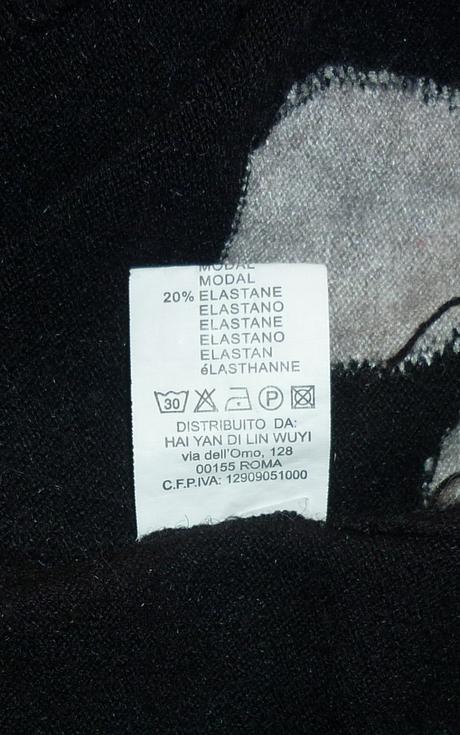 MODAL
MODAL
20% ELASTANE
ELASTANO
ELASTANE
ELASTANO
ELASTAN
éLASTHANNE
30 P
DISTRIBUITO DA:
HAI YAN DI LIN WUYI
via dell'Omo, 128
00155 ROMA
C.F.P.IVA: 12909051000